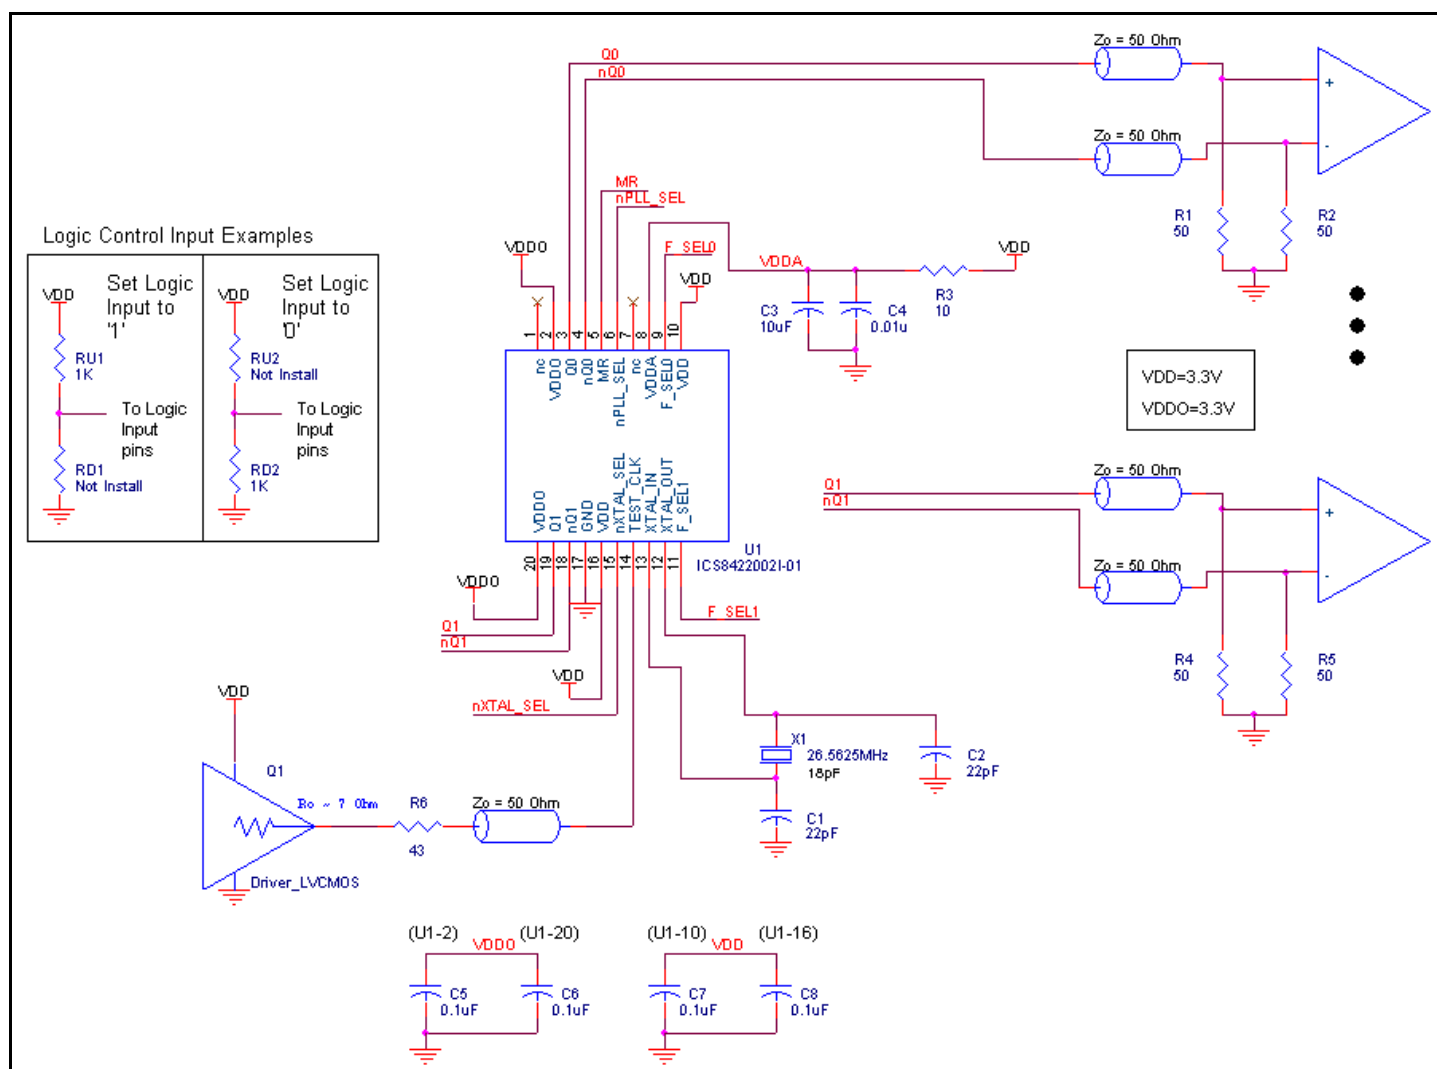 Q0
nQ0
Zo = 50 Ohm
+
Zo = 50 Ohm
-
R1
50
R2
50
MR
nPLL_SEL
Logic Control Input Examples
VDD
Set Logic
Input to
'1'
RU1
1K
To Logic
Input
pins
RD1
Not Install
VDD
Set Logic
Input to
'0'
RU2
Not Install
To Logic
Input
pins
RD2
1K
VDDO
VDDA
F_SEL0
VDD
VDD
R3
10
C3
10uF
C4
0.01u
1
2
3
4
5
6
7
8
9
10
nc
VDDO
Q0
nQ0
MR
nPLL_SEL
nc
VDDA
F_SEL0
VDD
VDDO
Q1
nQ1
GND
VDD
nXTAL_SEL
TEST_CLK
XTAL_IN
XTAL_OUT
F_SEL1
20
19
18
17
16
15
14
13
12
11
U1
ICS8422002I-01
VDD=3.3V
VDDO=3.3V
Q1
nQ1
Zo = 50 Ohm
+
Zo = 50 Ohm
-
R4
50
R5
50
VDDO
Q1
nQ1
VDD
nXTAL_SEL
F_SEL1
X1
26.5625MHz
18pF
C2
22pF
C1
22pF
VDD
Q1
Ro ~ 7 Ohm
R6
43
Zo = 50 Ohm
Driver_LVCMOS
(U1-2)
VDDO
(U1-20)
C5
0.1uF
C6
0.1uF
(U1-10)
VDD
(U1-16)
C7
0.1uF
C8
0.1uF